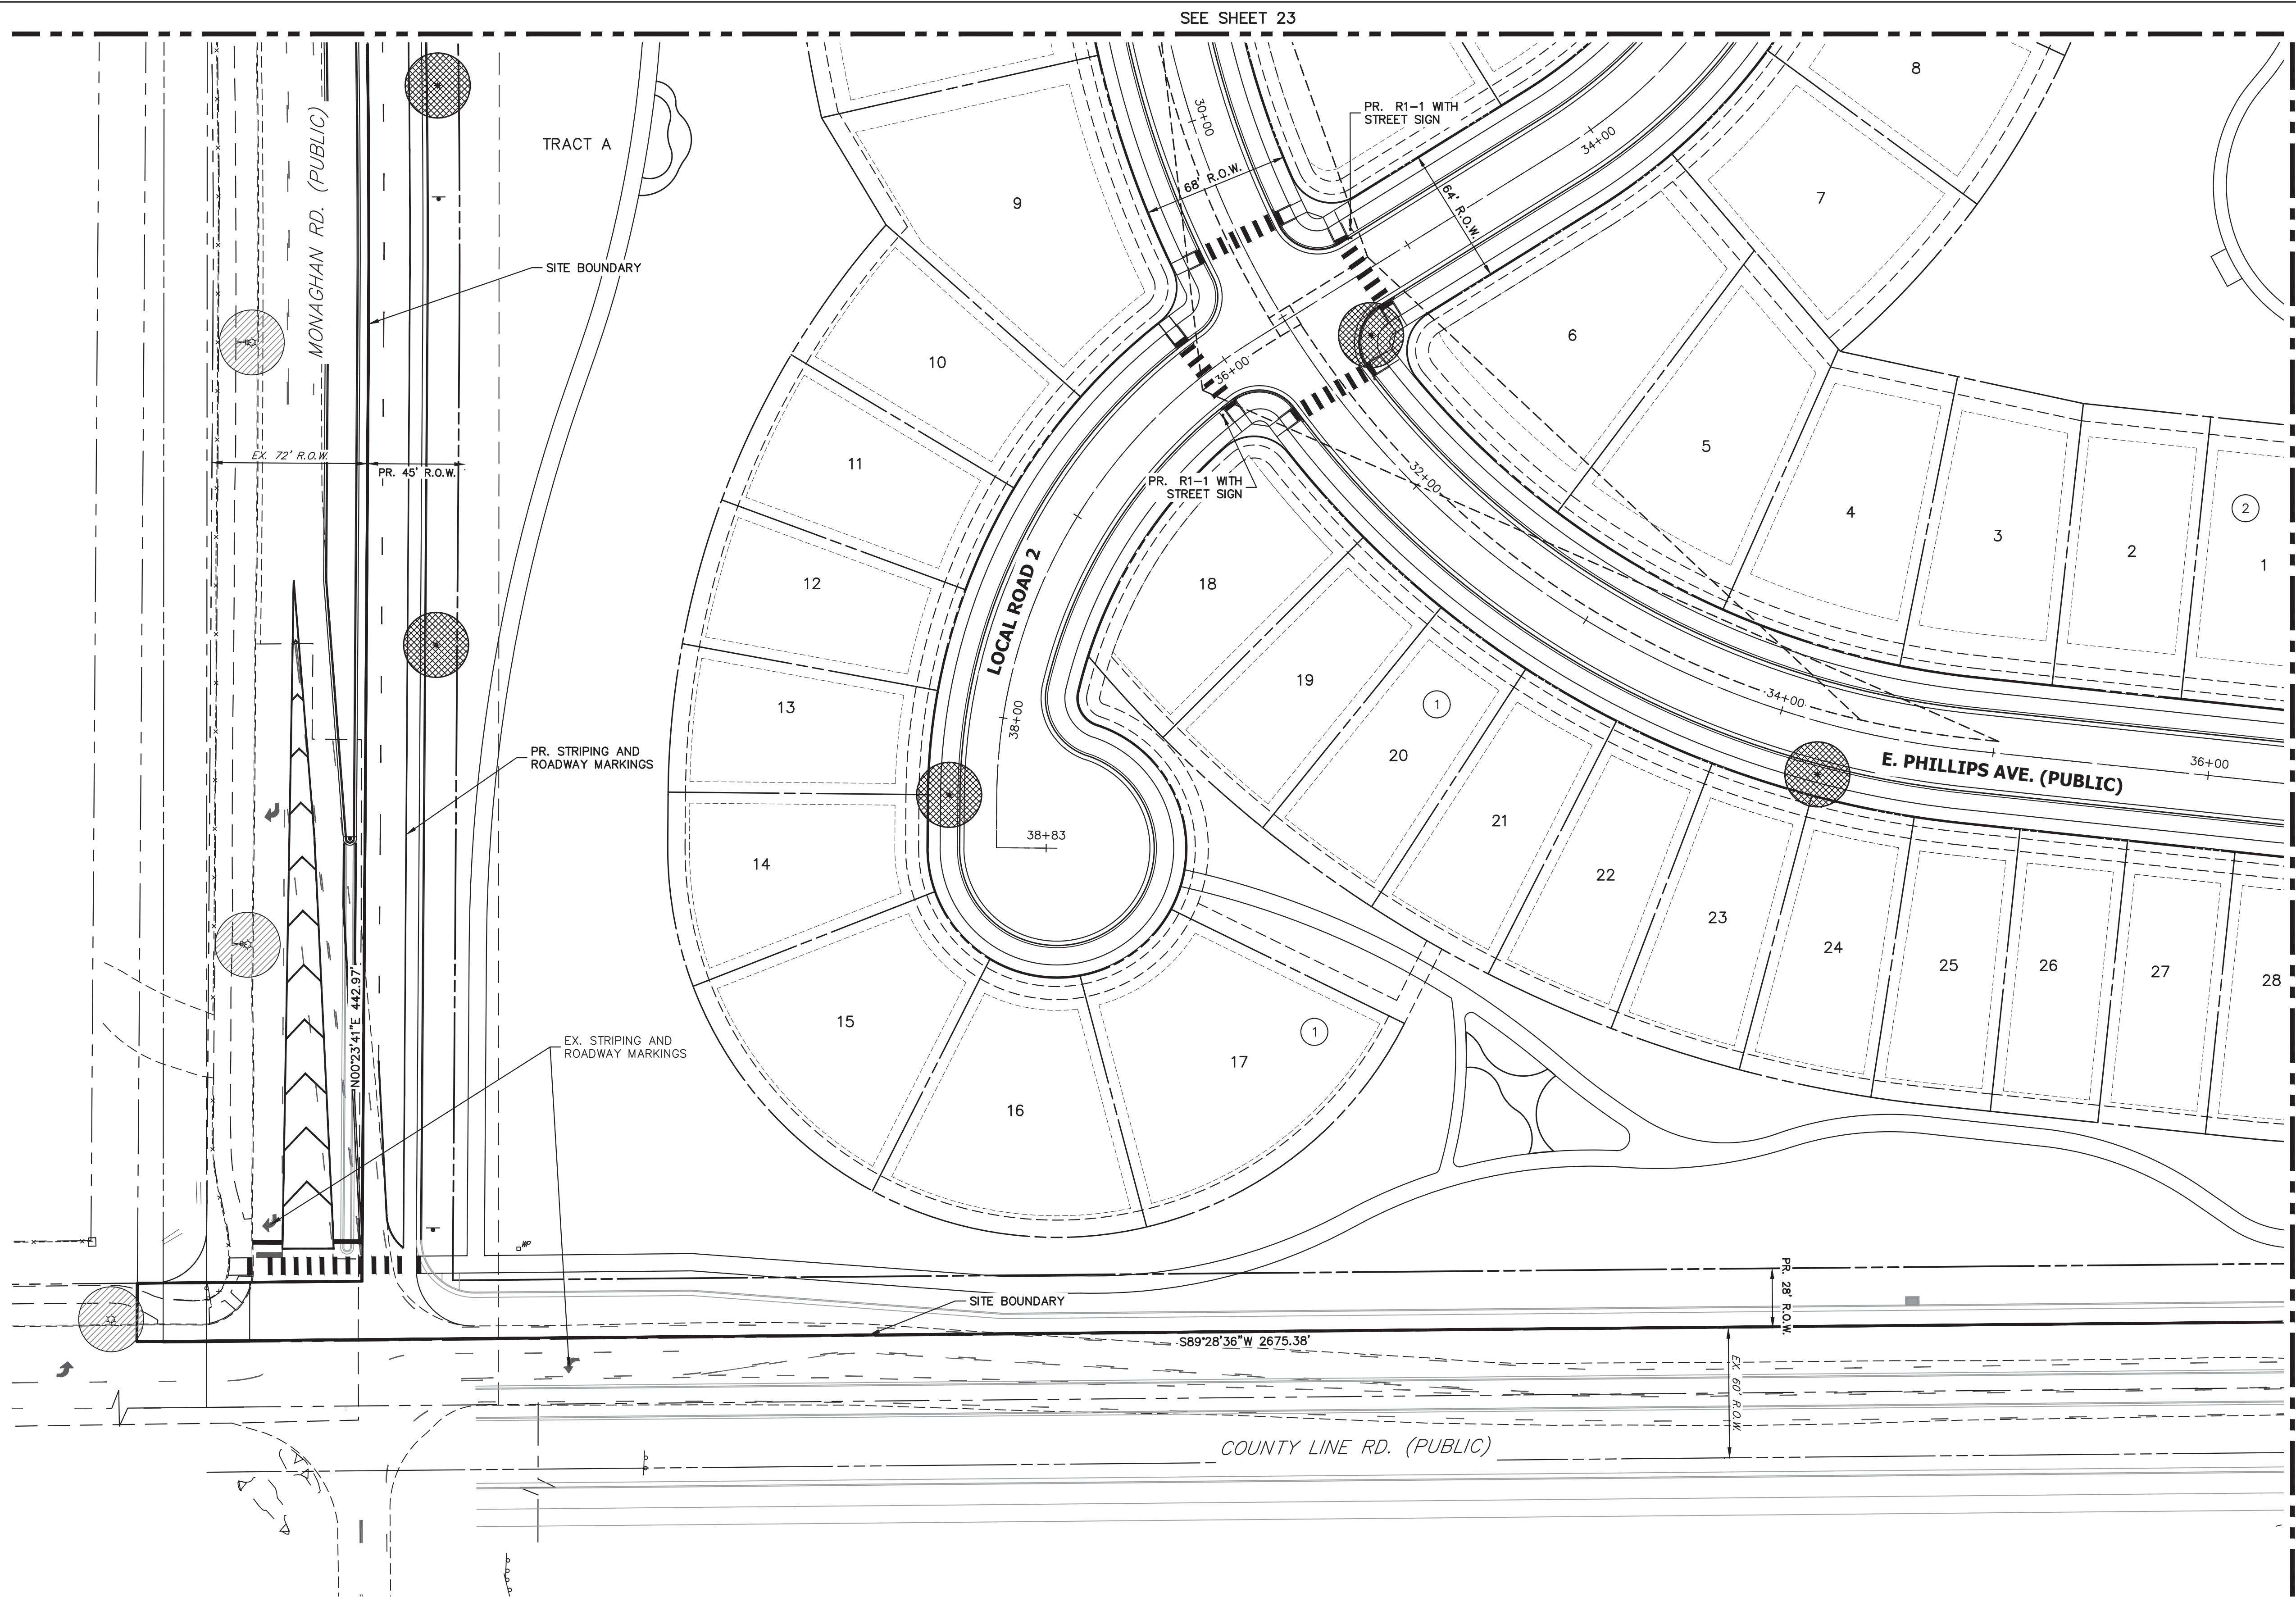 SEE SHEET 23
MONAGHAN RD. (PUBLIC)
TRACT A
SITE BOUNDARY
EX. 72' R.O.W.
PR. 45' R.O.W.
PR. STRIPING AND
ROADWAY MARKINGS
N00°23'41"E 442.97'
EX. STRIPING AND
ROADWAY MARKINGS
30+00
68' R.O.W.
PR. R1-1 WITH
STREET SIGN
34+00
64' R.O.W.
8
7
9
10
11
12
13
14
15
16
17
1
36+00
PR. R1-1 WITH
STREET SIGN
LOCAL ROAD 2
38+00
38+83
32+00
6
5
4
3
2
1
2
18
19
1
20
21
22
23
24
25
26
27
28
34+00
E. PHILLIPS AVE. (PUBLIC)
36+00
SITE BOUNDARY
S89°28'36"W 2675.38'
PR. 28' R.O.W.
EX. 60' R.O.W.
COUNTY LINE RD. (PUBLIC)